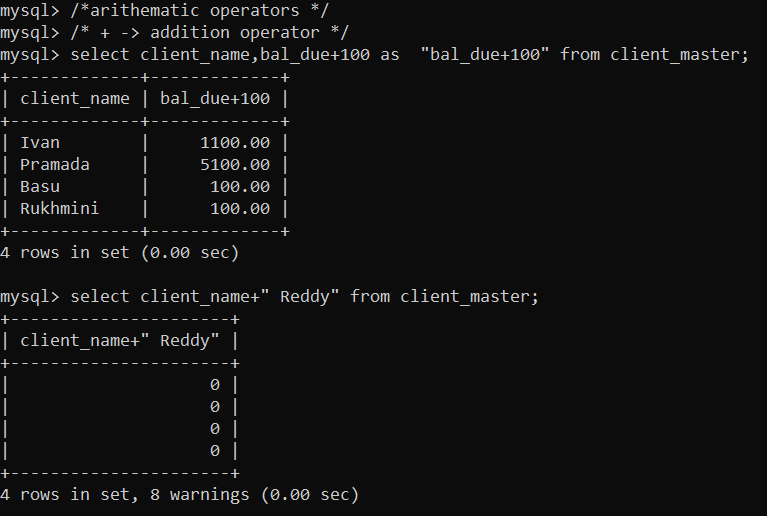 mysql> /*arithematic operators */
mysql> /* + -> addition operator */
mysql> select client_name,bal_due+100 as  "bal_due+100" from client_master;
+-------------+-------------+
| client_name | bal_due+100 |
+-------------+-------------+
| Ivan        |     1100.00 |
| Pramada     |     5100.00 |
| Basu        |      100.00 |
| Rukhmini    |      100.00 |
+-------------+-------------+
4 rows in set (0.00 sec)
mysql> select client_name+" Reddy" from client_master;
+----------------------+
| client_name+" Reddy" |
+----------------------+
|                    0 |
|                    0 |
|                    0 |
|                    0 |
+----------------------+
4 rows in set, 8 warnings (0.00 sec)